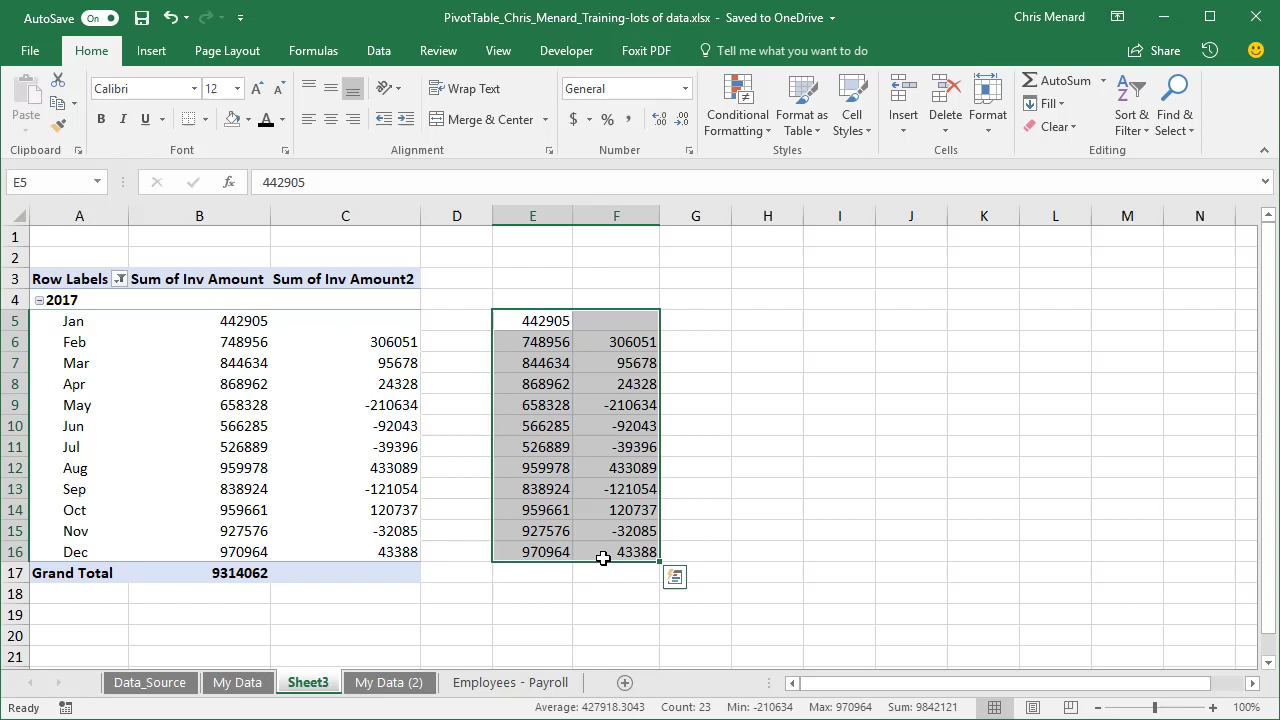 AutoSave On PivotTable_Chris_Menard_Training-lots of data.xlsx - Saved to OneDrive Chris Menard
File Home Insert Page Layout Formulas Data Review View Developer Foxit PDF Tell me what you want to do Share
Paste Calibri 12 Wrap Text General Conditional Formatting Format as Table Cell Styles Insert Delete Format AutoSum Sort & Filter Find & Select
B I U A Merge & Center $ % , Fill
Clear
Clipboard Font Alignment Number Styles Cells Editing
E5 fx 442905
A B C D E F G H I J K L M N
1
2
3 Row Labels Sum of Inv Amount Sum of Inv Amount2
4 2017
5 Jan 442905 442905
6 Feb 748956 306051 748956 306051
7 Mar 844634 95678 844634 95678
8 Apr 868962 24328 868962 24328
9 May 658328 -210634 658328 -210634
10 Jun 566285 -92043 566285 -92043
11 Jul 526889 -39396 526889 -39396
12 Aug 959978 433089 959978 433089
13 Sep 838924 -121054 838924 -121054
14 Oct 959661 120737 959661 120737
15 Nov 927576 -32085 927576 -32085
16 Dec 970964 43388 970964 43388
17 Grand Total 9314062
18
19
20
21
Data_Source My Data Sheet3 My Data (2) Employees - Payroll
Ready Average: 427918.3043 Count: 23 Min: -210634 Max: 970964 Sum: 9842121 100%